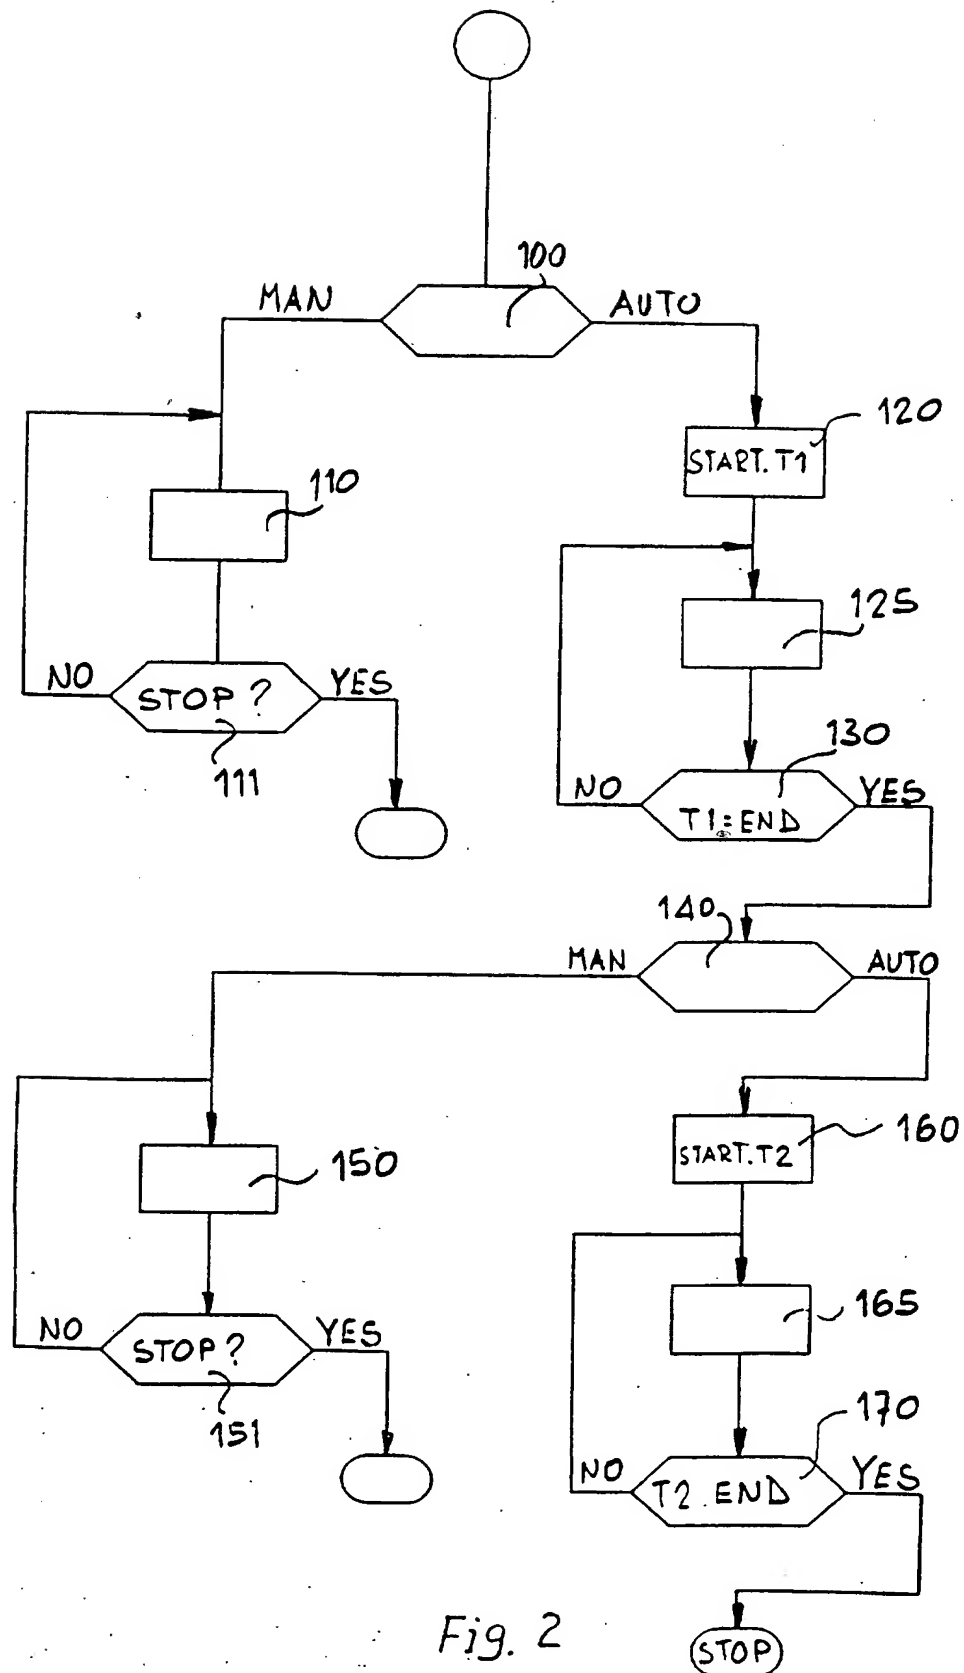 100
MAN
AUTO
120
START.T1
110
125
NO
STOP ?
YES
111
130
NO
T1=END
YES
140
MAN
AUTO
160
START.T2
150
165
NO
STOP?
YES
151
170
NO
T2.END
YES
Fig. 2
STOP